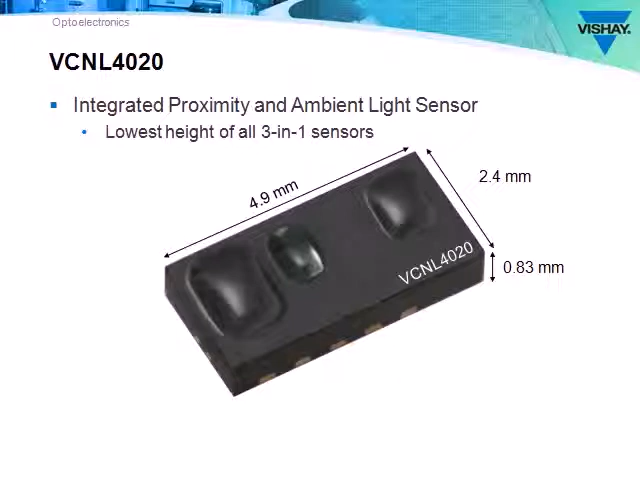 Optoelectronics
VISHAY.
VCNL4020
Integrated Proximity and Ambient Light Sensor
Lowest height of all 3-in-1 sensors
4.9 mm
2.4 mm
VCNL4020
0.83 mm